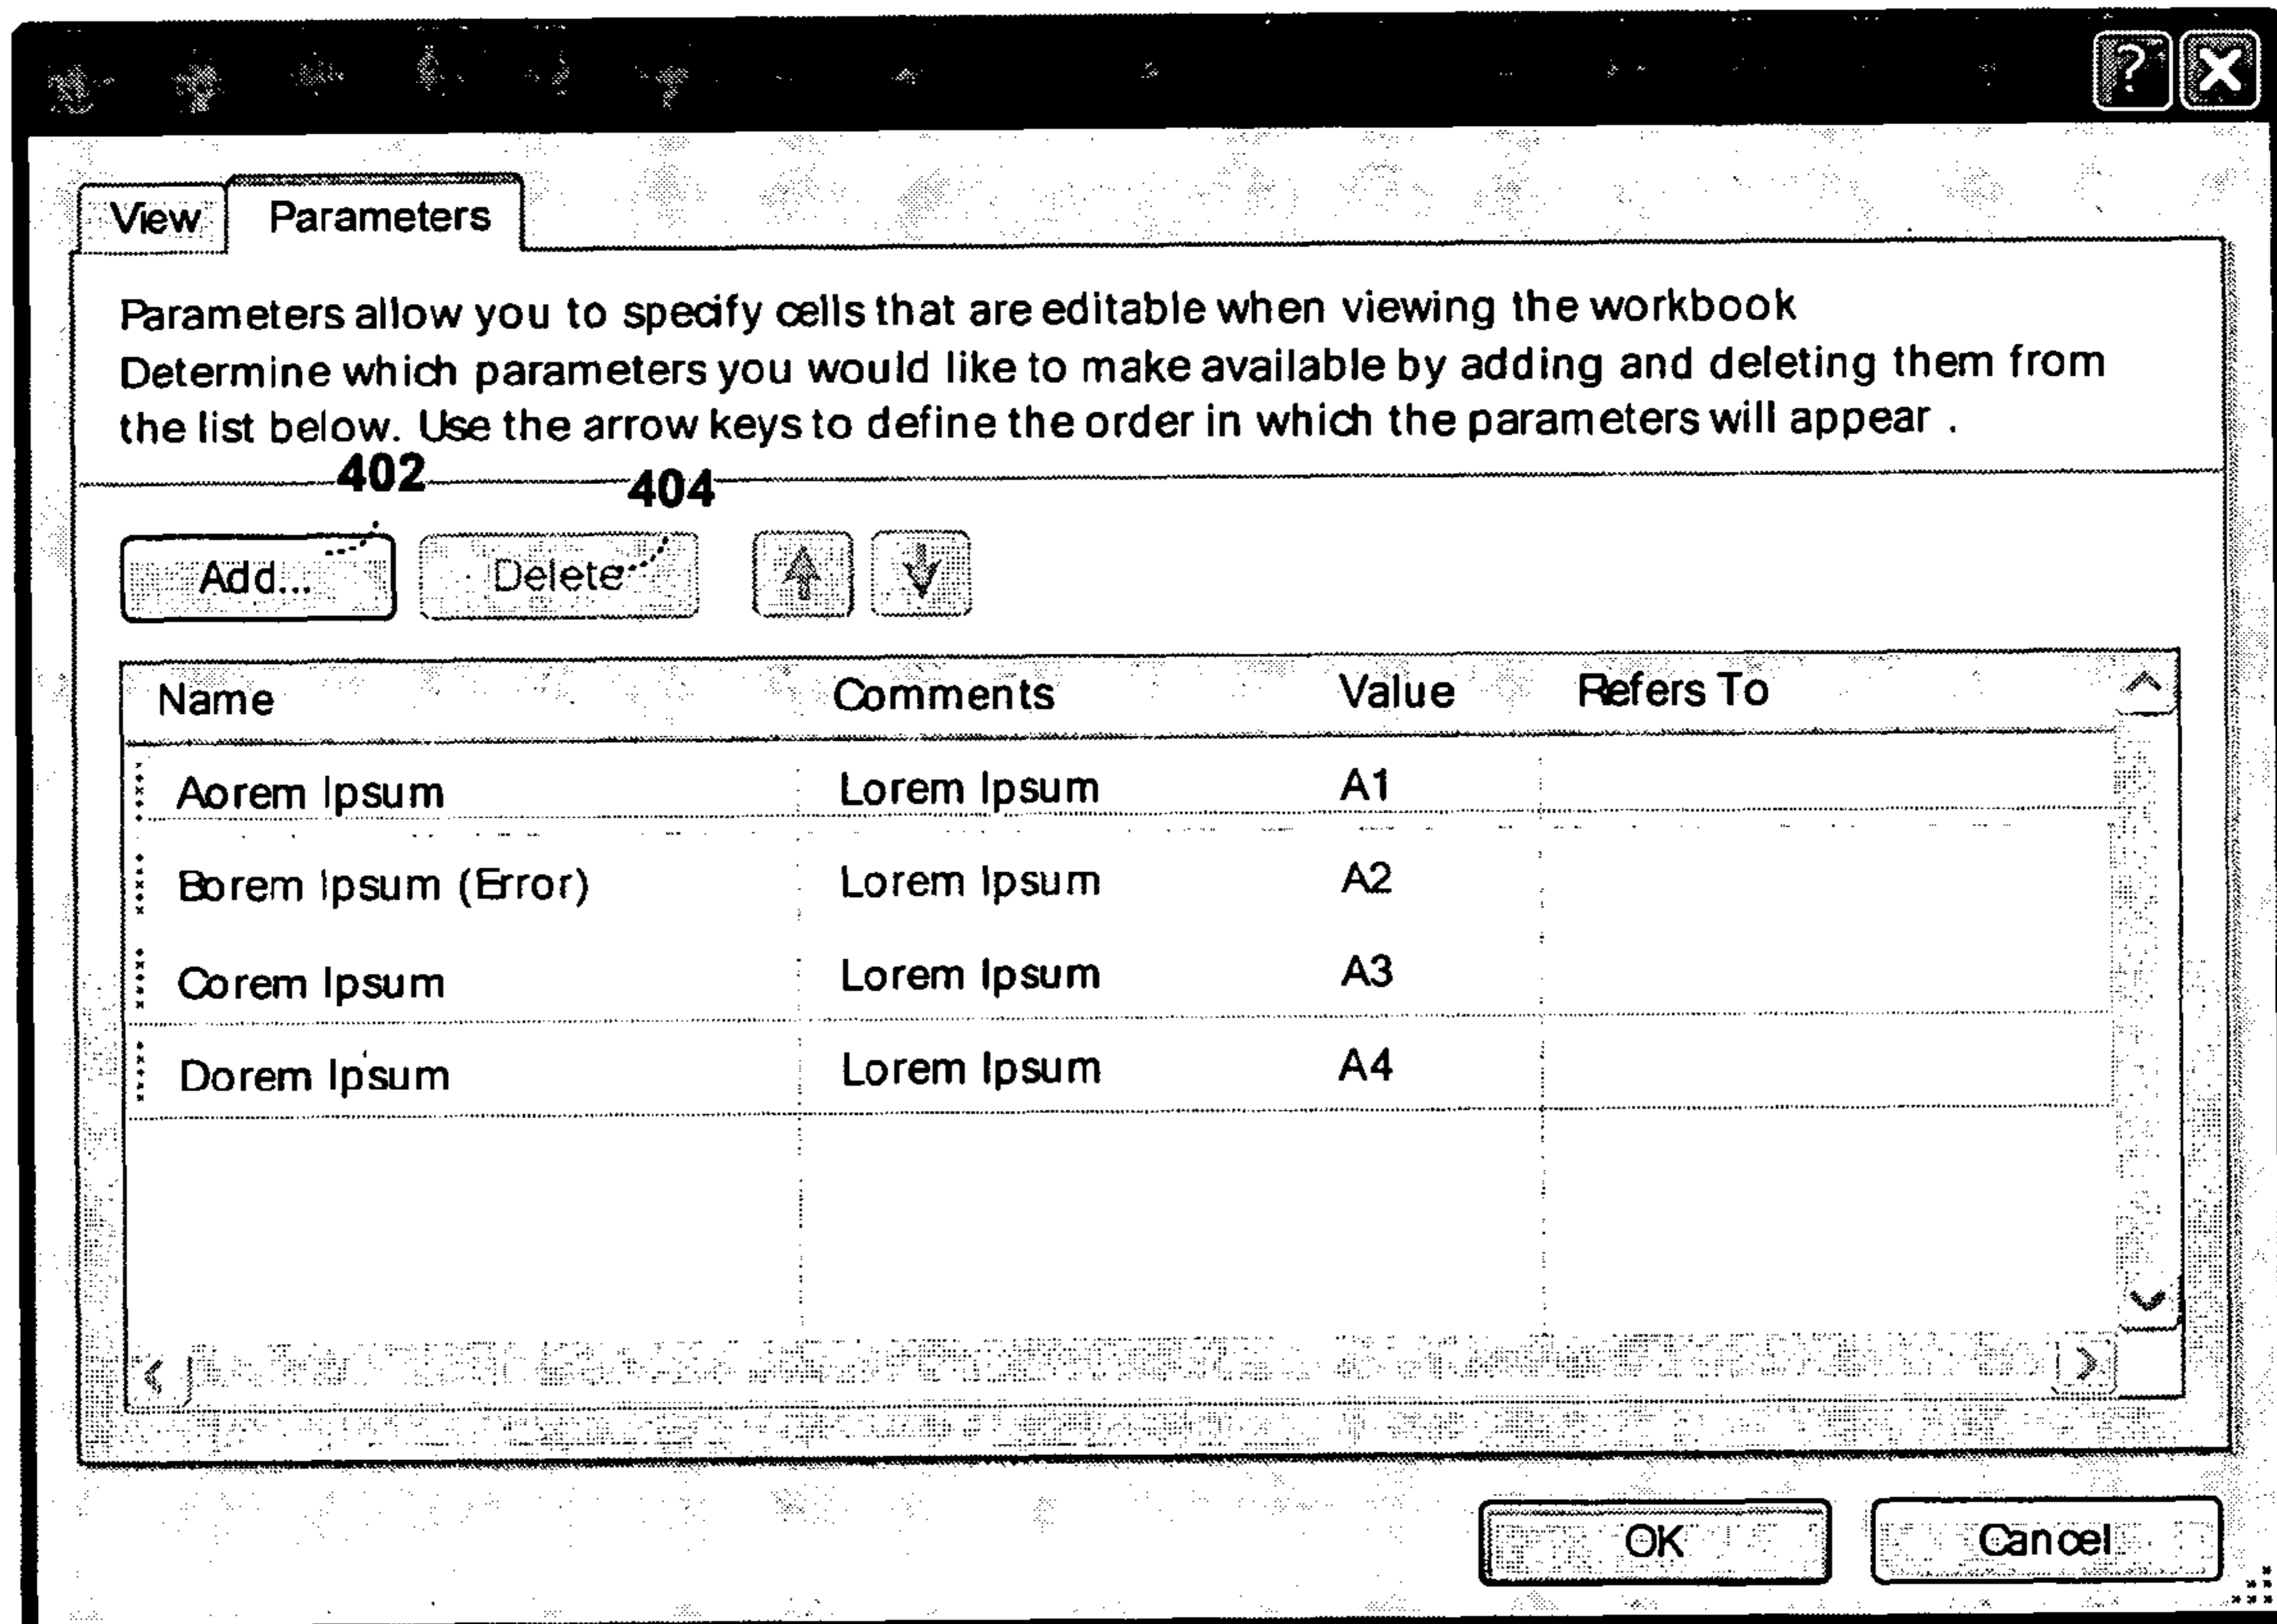 ?
View Parameters
Parameters allow you to specify cells that are editable when viewing the workbook
Determine which parameters you would like to make available by adding and deleting them from
the list below. Use the arrow keys to define the order in which the parameters will appear .
402 404
Add... Delete
Name Comments Value Refers To
Aorem Ipsum Lorem Ipsum A1
Borem Ipsum (Error) Lorem Ipsum A2
Corem Ipsum Lorem Ipsum A3
Dorem Ipsum Lorem Ipsum A4
OK Cancel